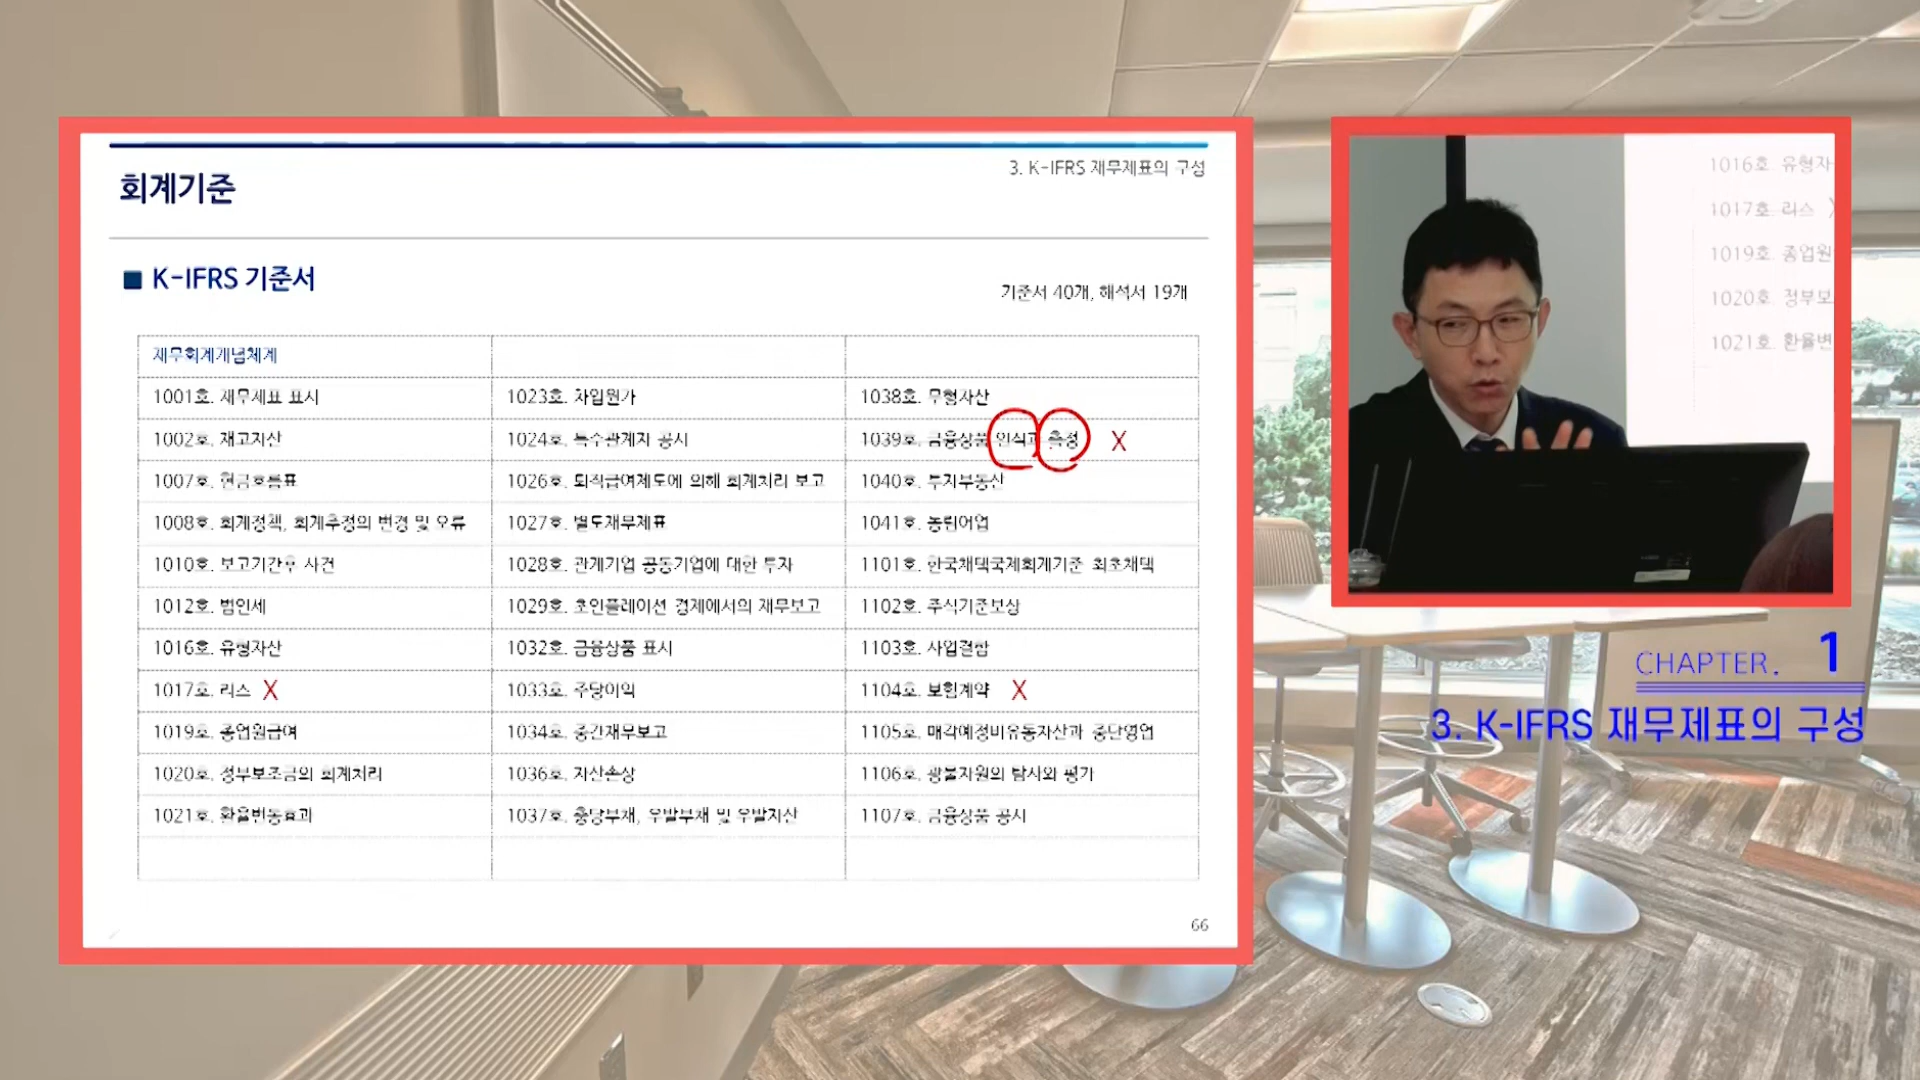 3. K-IFRS 재무제표의 구성
회계기준
K-IFRS 기준서
기준서 40개, 해석서 19개
재무회계개념체계
1001호. 재무제표 표시
1023호. 차입원가
1038호. 무형자산
1002호. 재고자산
1024호. 특수관계자 공시
1039호. 금융상품 인식과 측정 X
1007호. 현금흐름표
1026호. 퇴직급여제도에 의해 회계처리 보고
1040호. 투자부동산
1008호. 회계정책, 회계추정의 변경 및 오류
1027호. 별도재무제표
1041호. 농림어업
1010호. 보고기간후 사건
1028호. 관계기업 공동기업에 대한 투자
1101호. 한국채택국제회계기준 최초채택
1012호. 법인세
1029호. 초인플레이션 경제에서의 재무보고
1102호. 주식기준보상
1016호. 유형자산
1032호. 금융상품 표시
1103호. 사업결합
1017호. 리스 X
1033호. 주당이익
1104호. 보험계약 X
1019호. 종업원급여
1034호. 중간재무보고
1105호. 매각예정비유동자산과 중단영업
1020호. 정부보조금의 회계처리
1036호. 자산손상
1106호. 광물자원의 탐사와 평가
1021호. 환율변동효과
1037호. 충당부채, 우발부채 및 우발자산
1107호. 금융상품 공시
66
1016호. 유형자
1017호. 리스
1019호. 종업원
1020호. 정부보
1021호. 환율변
CHAPTER. 1
3. K-IFRS 재무제표의 구성